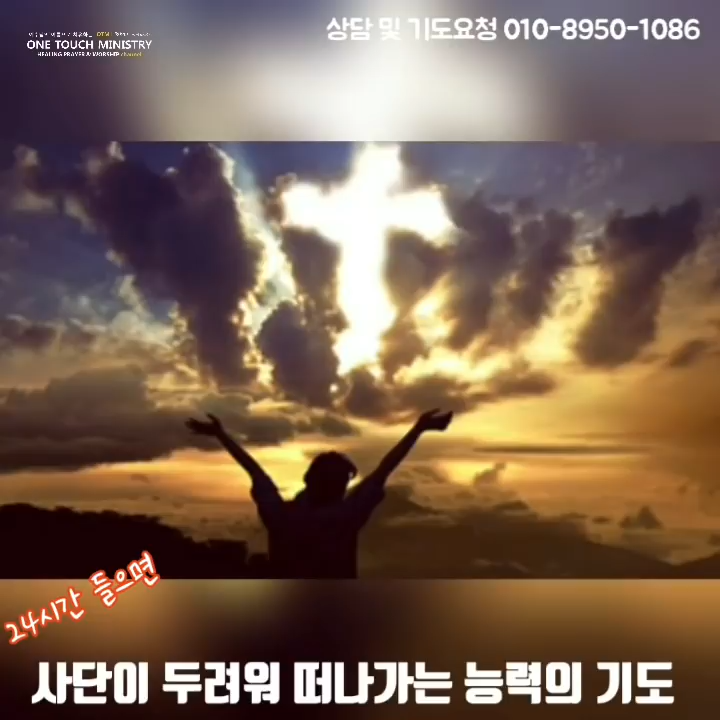 상담 및 기도요청 010-8950-1086
ONE TOUCH MINISTRY
HEALING PRAYER & WORSHIP channel
24시간 들으면
사단이 두려워 떠나가는 능력의 기도